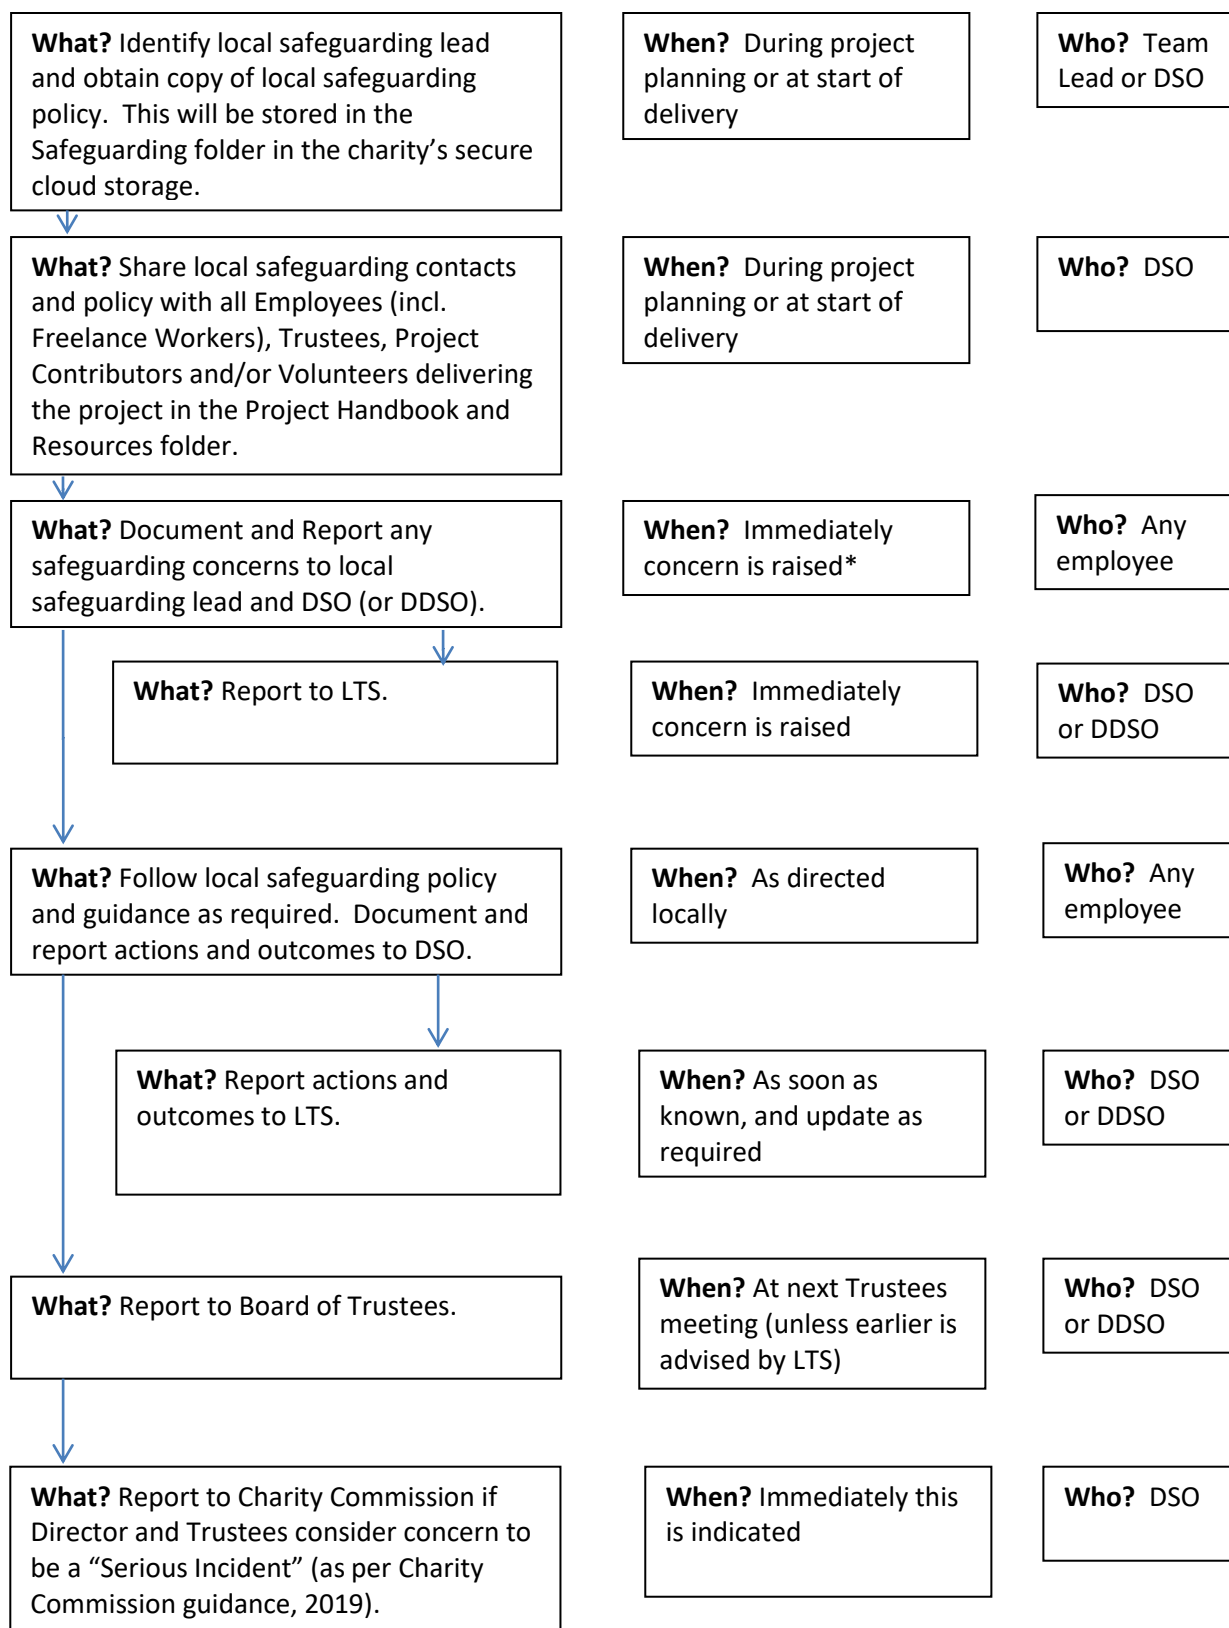 What? Identify local safeguarding lead
and obtain copy of local safeguarding
policy.  This will be stored in the
Safeguarding folder in the charity's secure
cloud storage.
When?  During project
planning or at start of
delivery
Who?  Team
Lead or DSO
What? Share local safeguarding contacts
and policy with all Employees (incl.
Freelance Workers), Trustees, Project
Contributors and/or Volunteers delivering
the project in the Project Handbook and
Resources folder.
When?  During project
planning or at start of
delivery
Who?  DSO
What? Document and Report any
safeguarding concerns to local
safeguarding lead and DSO (or DDSO).
When?  Immediately
concern is raised*
Who?  Any
employee
What? Report to LTS.
When?  Immediately
concern is raised
Who?  DSO
or DDSO
What? Follow local safeguarding policy
and guidance as required.  Document and
report actions and outcomes to DSO.
When?  As directed
locally
Who?  Any
employee
What? Report actions and
outcomes to LTS.
When? As soon as
known, and update as
required
Who?  DSO
or DDSO
What? Report to Board of Trustees.
When? At next Trustees
meeting (unless earlier is
advised by LTS)
Who?  DSO
or DDSO
What? Report to Charity Commission if
Director and Trustees consider concern to
be a “Serious Incident” (as per Charity
Commission guidance, 2019).
When? Immediately this
is indicated
Who?  DSO